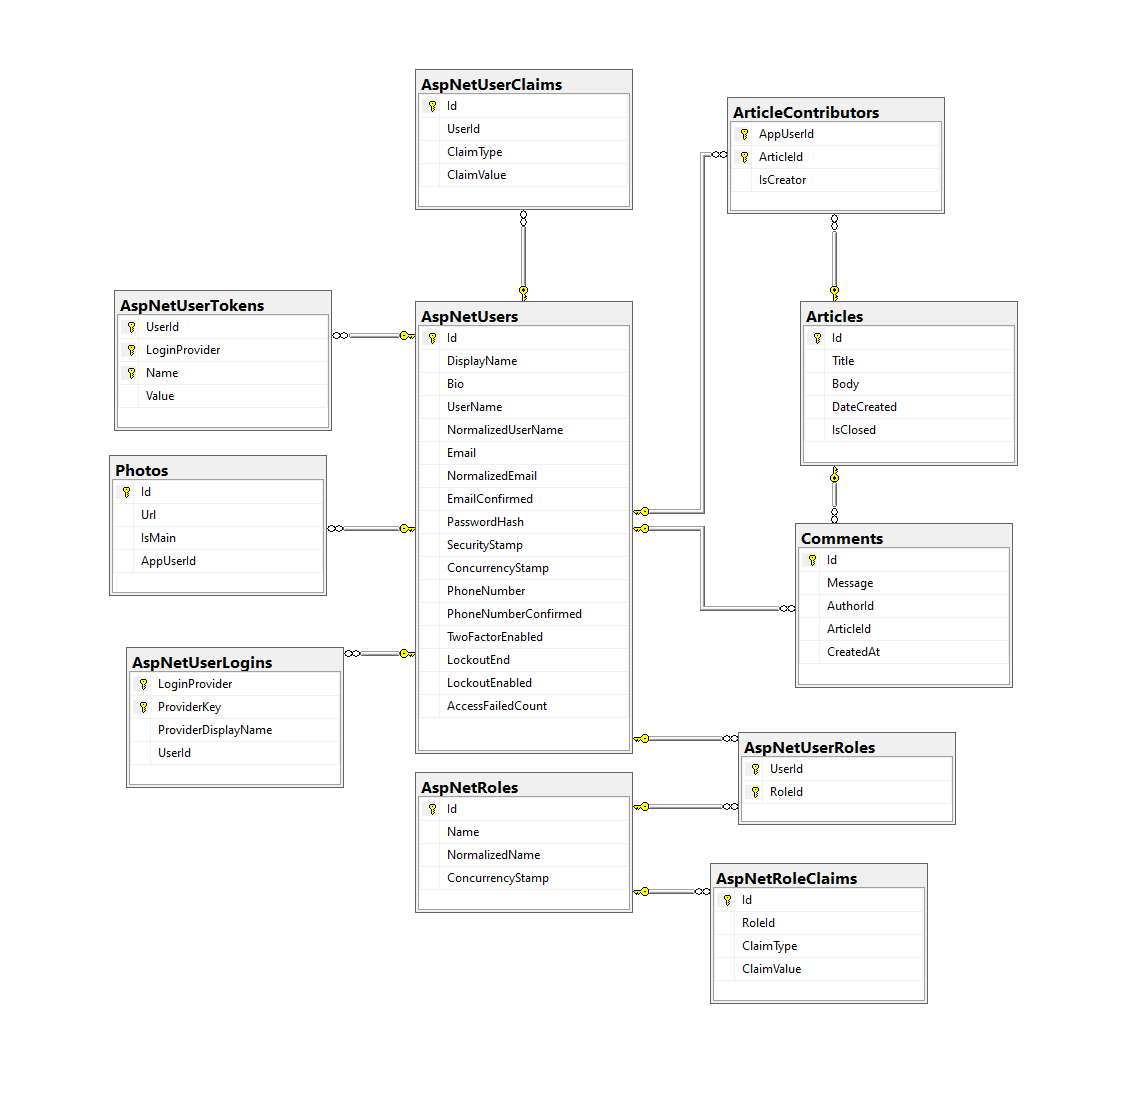 AspNetUserClaims
Id
UserId
ClaimType
ClaimValue
ArticleContributors
AppUserId
ArticleId
IsCreator
AspNetUserTokens
UserId
LoginProvider
Name
Value
AspNetUsers
Id
DisplayName
Bio
UserName
NormalizedUserName
Email
NormalizedEmail
EmailConfirmed
PasswordHash
SecurityStamp
ConcurrencyStamp
PhoneNumber
PhoneNumberConfirmed
TwoFactorEnabled
LockoutEnd
LockoutEnabled
AccessFailedCount
Articles
Id
Title
Body
DateCreated
IsClosed
Photos
Id
Url
IsMain
AppUserId
Comments
Id
Message
AuthorId
ArticleId
CreatedAt
AspNetUserLogins
LoginProvider
ProviderKey
ProviderDisplayName
UserId
AspNetUserRoles
UserId
RoleId
AspNetRoles
Id
Name
NormalizedName
ConcurrencyStamp
AspNetRoleClaims
Id
RoleId
ClaimType
ClaimValue